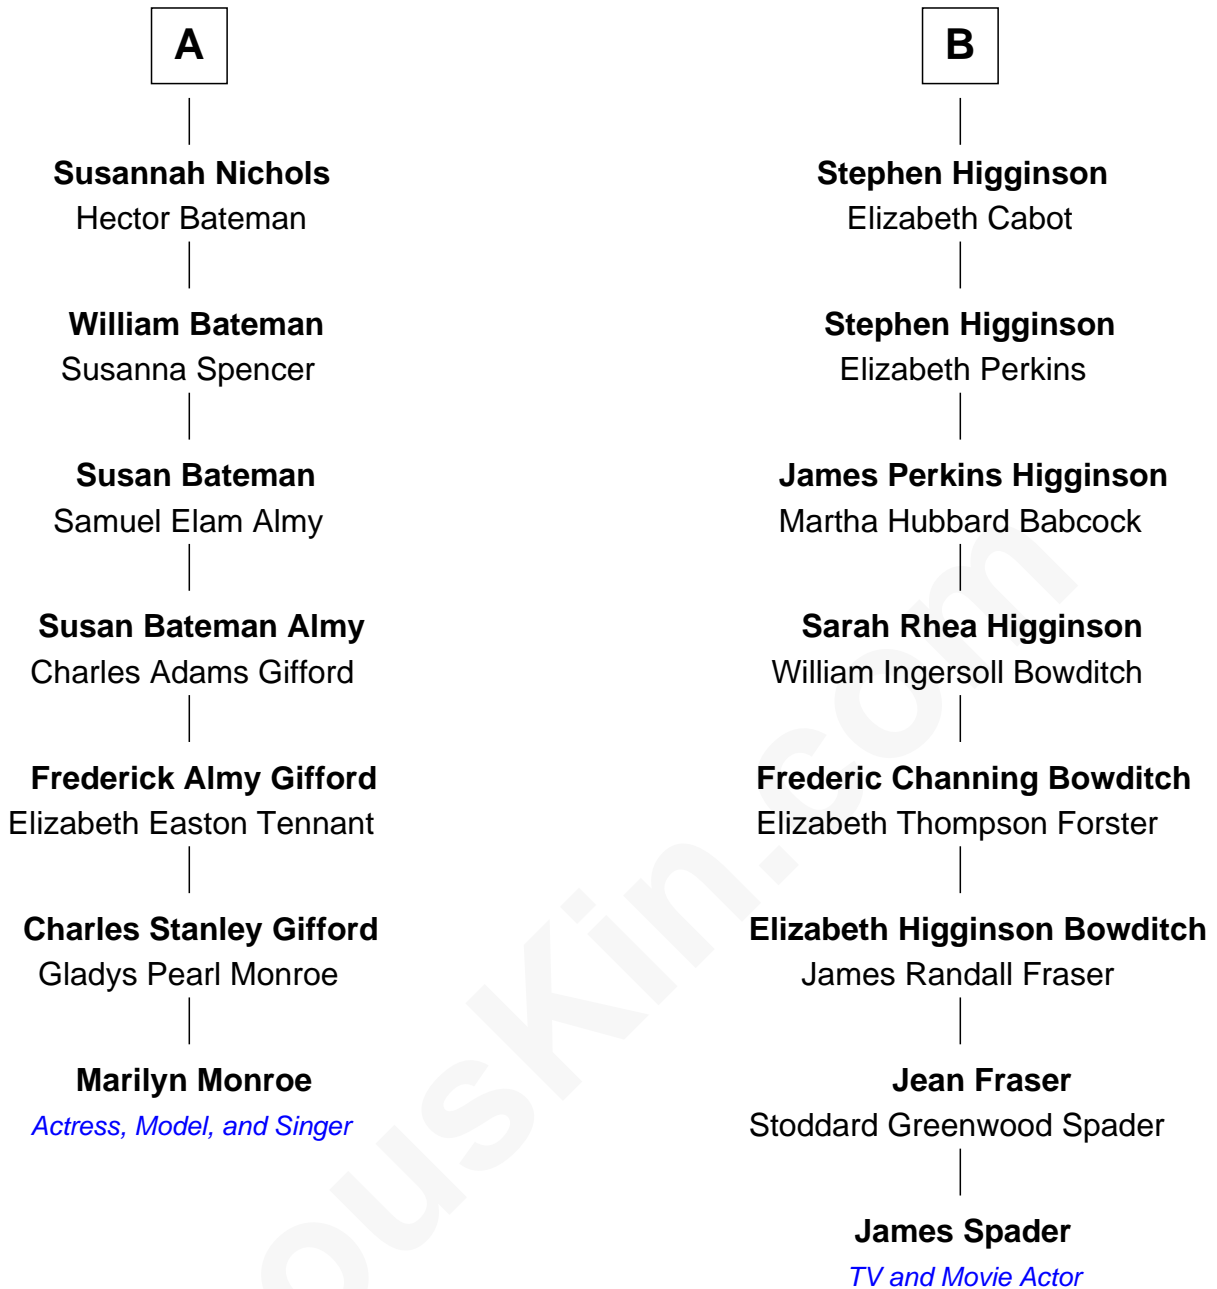 A
Susannah Nichols
Hector Bateman
William Bateman
Susanna Spencer
Susan Bateman
Samuel Elam Almy
Susan Bateman Almy
Charles Adams Gifford
Frederick Almy Gifford
Elizabeth Easton Tennant
Charles Stanley Gifford
Gladys Pearl Monroe
Marilyn Monroe
Actress, Model, and Singer
B
Stephen Higginson
Elizabeth Cabot
Stephen Higginson
Elizabeth Perkins
James Perkins Higginson
Martha Hubbard Babcock
Sarah Rhea Higginson
William Ingersoll Bowditch
Frederic Channing Bowditch
Elizabeth Thompson Forster
Elizabeth Higginson Bowditch
James Randall Fraser
Jean Fraser
Stoddard Greenwood Spader
James Spader
TV and Movie Actor
ousKin.com